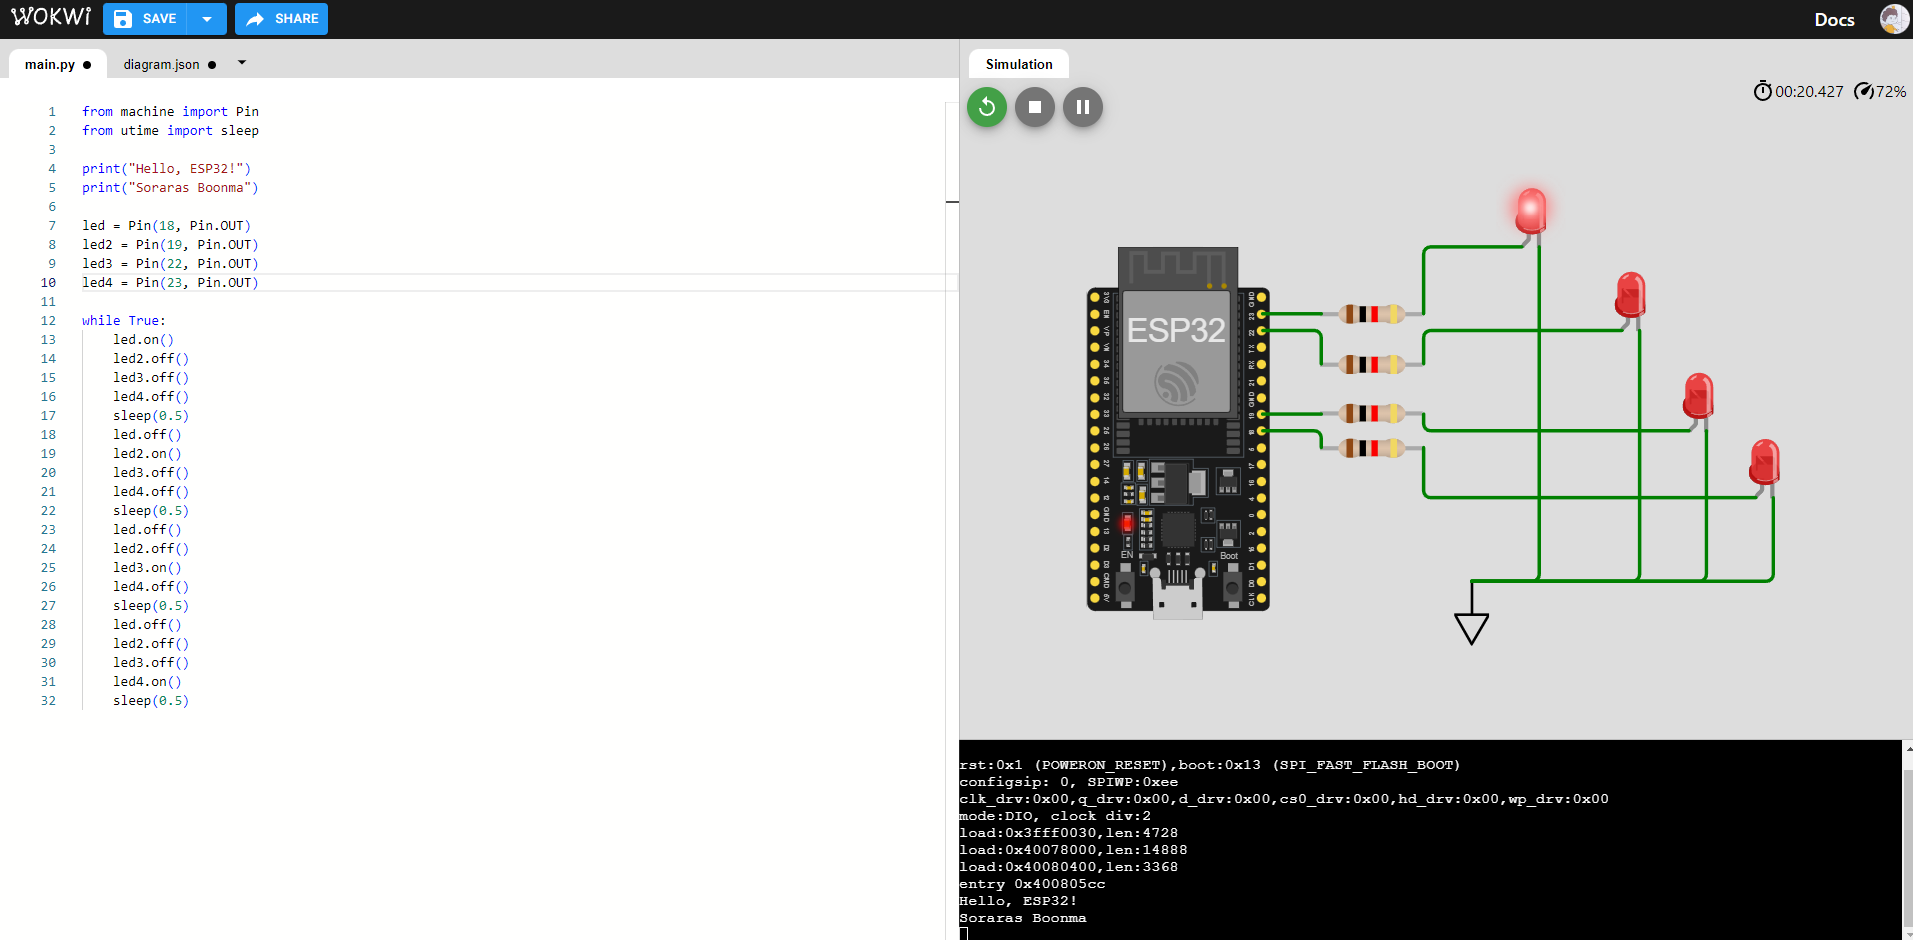 WOKWI
SAVE
SHARE
Docs
main.py
diagram.json
1 from machine import Pin
2 from utime import sleep
3
4 print("Hello, ESP32!")
5 print("Soraras Boonma")
6
7 led = Pin(18, Pin.OUT)
8 led2 = Pin(19, Pin.OUT)
9 led3 = Pin(22, Pin.OUT)
10 led4 = Pin(23, Pin.OUT)
11
12 while True:
13 led.on()
14 led2.off()
15 led3.off()
16 led4.off()
17 sleep(0.5)
18 led.off()
19 led2.on()
20 led3.off()
21 led4.off()
22 sleep(0.5)
23 led.off()
24 led2.off()
25 led3.on()
26 led4.off()
27 sleep(0.5)
28 led.off()
29 led2.off()
30 led3.off()
31 led4.on()
32 sleep(0.5)
Simulation
00:20.427 72%
ESP32
EN
Boot
rst:0x1 (POWERON_RESET),boot:0x13 (SPI_FAST_FLASH_BOOT)
configsip: 0, SPIWP:0xee
clk_drv:0x00,q_drv:0x00,d_drv:0x00,cs0_drv:0x00,hd_drv:0x00,wp_drv:0x00
mode:DIO, clock div:2
load:0x3fff0030,len:4728
load:0x40078000,len:14888
load:0x40080400,len:3368
entry 0x400805cc
Hello, ESP32!
Soraras Boonma